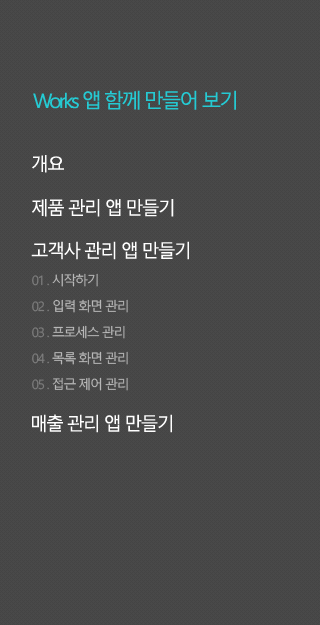 Works 앱 함께 만들어 보기
개요
제품 관리 앱 만들기
고객사 관리 앱 만들기
01 . 시작하기
02 . 입력 화면 관리
03 . 프로세스 관리
04 . 목록 화면 관리
05 . 접근 제어 관리
매출 관리 앱 만들기